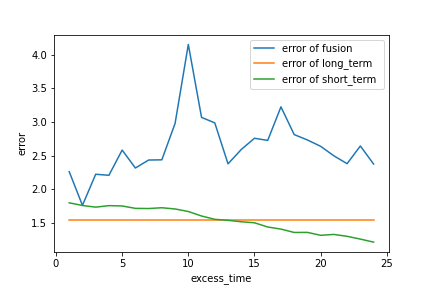 error of fusion
error of long_term
error of short_term
4.0
3.5
3.0
2.5
2.0
1.5
error
0 5 10 15 20 25
excess_time